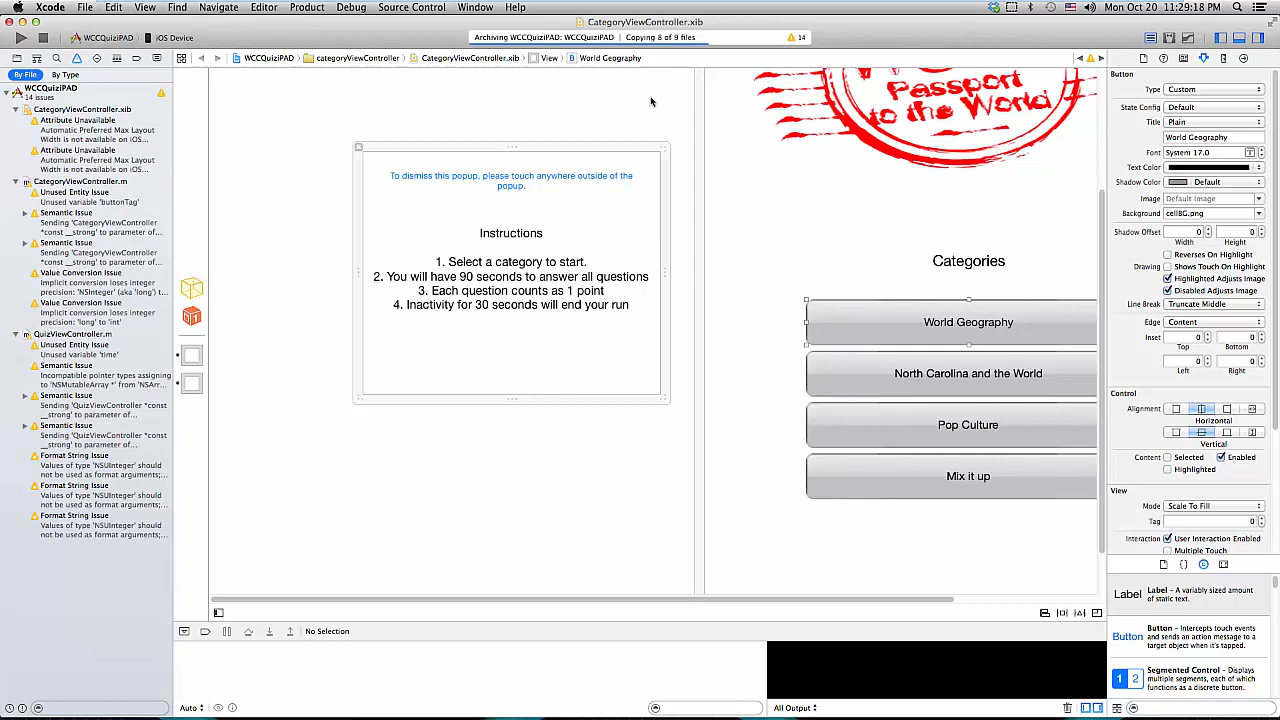 Xcode File Edit View Find Navigate Editor Product Debug Source Control Window Help
Mon Oct 20 11:29:18 PM
CategoryViewController.xib
WCCQuiziPAD iOS Device
Archiving WCCQuiziPAD: WCCQuiziPAD Copying 8 of 9 files 14
WCCQuiziPAD categoryViewController CategoryViewController.xib View World Geography
By File By Type
WCCQuiziPAD
14 issues
CategoryViewController.xib
Attribute Unavailable
Automatic Preferred Max Layout
Width is not available on iOS...
Attribute Unavailable
Automatic Preferred Max Layout
Width is not available on iOS...
CategoryViewController.m
Unused Entity Issue
Unused variable 'buttonTag'
Semantic Issue
Sending 'CategoryViewController
*const __strong' to parameter of...
Semantic Issue
Sending 'CategoryViewController
*const __strong' to parameter of...
Value Conversion Issue
Implicit conversion loses integer
precision: 'NSInteger' (aka 'long') t...
Value Conversion Issue
Implicit conversion loses integer
precision: 'long' to 'int'
QuizViewController.m
Unused Entity Issue
Unused variable 'time'
Semantic Issue
Incompatible pointer types assigning
to 'NSMutableArray *' from 'NSArr...
Semantic Issue
Sending 'QuizViewController *const
__strong' to parameter of...
Semantic Issue
Sending 'QuizViewController *const
__strong' to parameter of...
Format String Issue
Values of type 'NSUInteger' should
not be used as format arguments;...
Format String Issue
Values of type 'NSUInteger' should
not be used as format arguments;...
Format String Issue
Values of type 'NSUInteger' should
not be used as format arguments;...
To dismiss this popup, please touch anywhere outside of the
popup.
Instructions
1. Select a category to start.
2. You will have 90 seconds to answer all questions
3. Each question counts as 1 point
4. Inactivity for 30 seconds will end your run
Passport
to the World
Categories
World Geography
North Carolina and the World
Pop Culture
Mix it up
No Selection
Auto
All Output
Button
Type Custom
State Config Default
Title Plain
World Geography
Font System 17.0
Text Color
Shadow Color Default
Image Default Image
Background cellBG.png
Shadow Offset 0 0
Width Height
Reverses On Highlight
Drawing Shows Touch On Highlight
Highlighted Adjusts Image
Disabled Adjusts Image
Line Break Truncate Middle
Edge Content
Inset 0 0
Top Bottom
0 0
Left Right
Control
Alignment
Horizontal
Vertical
Content Selected Enabled
Highlighted
View
Mode Scale To Fill
Tag 0
Interaction User Interaction Enabled
Multiple Touch
Label
Label – A variably sized amount
of static text.
Button
Button – Intercepts touch events
and sends an action message to a
target object when it's tapped.
1 2
Segmented Control – Displays
multiple segments, each of which
functions as a discrete button.